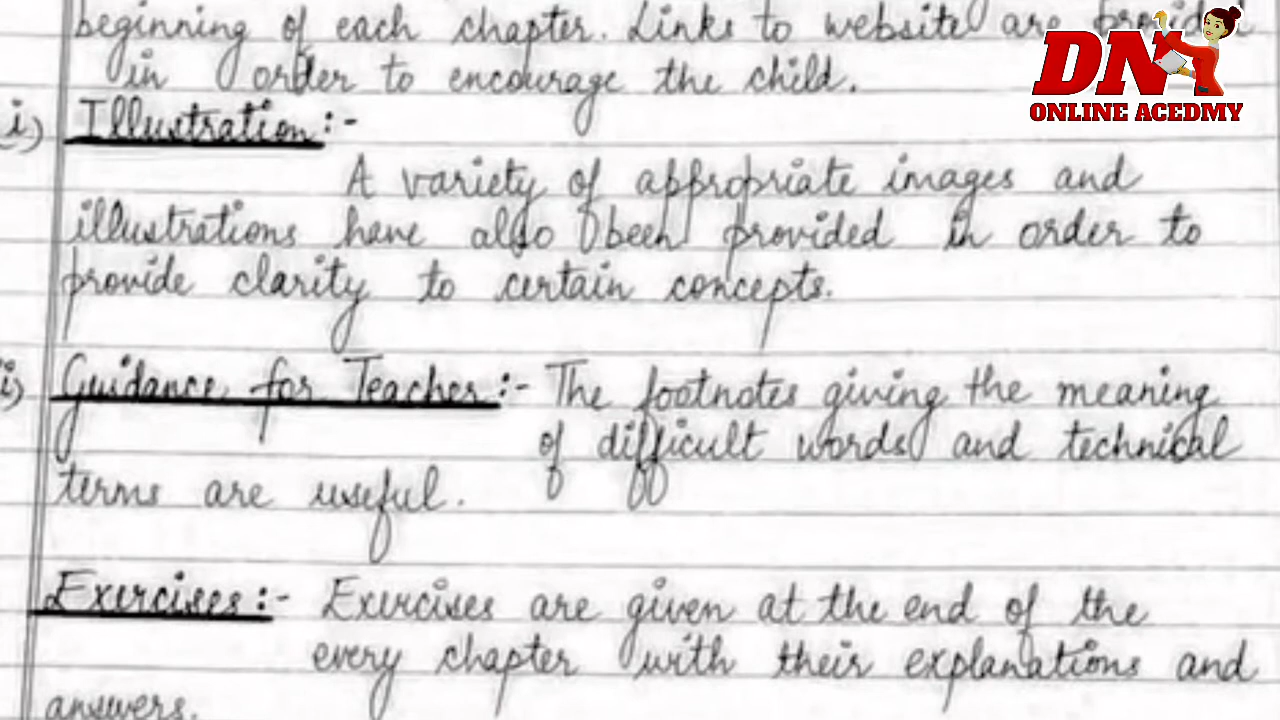 beginning of each chapter. Links to website are provide
in order to encourage the child.
DN
ONLINE ACEDMY
i) Illustration:-
A variety of appropriate images and
illustrations have also been provided in order to
provide clarity to certain concepts.
i) Guidance for Teacher:- The footnotes giving the meaning
of difficult words and technical
terms are useful.
Exercises:- Exercises are given at the end of the
every chapter with their explanations and
answers.